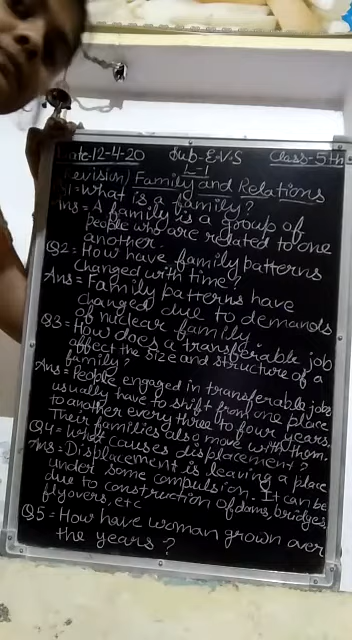 Date-12-4-20 Sub-E.V.S Class-5th
L-1
(Revision) Family and Relations
Q1=What is a family?
Ans= A family is a group of
people who are related to one
another.
Q2= How have family patterns
changed with time?
Ans= Family patterns have
changed due to demands
of nuclear family.
Q3= How does a transferable job
affect the size and structure of a
family?
Ans= People engaged in transferable jobs
usually have to shift from one place
to another every three to four years.
Their families also move with them.
Q4= What causes displacement?
Ans= Displacement is leaving a place
under some compulsion. It can be
due to construction of dams, bridges,
flyovers, etc
Q5= How have woman grown over
the years?